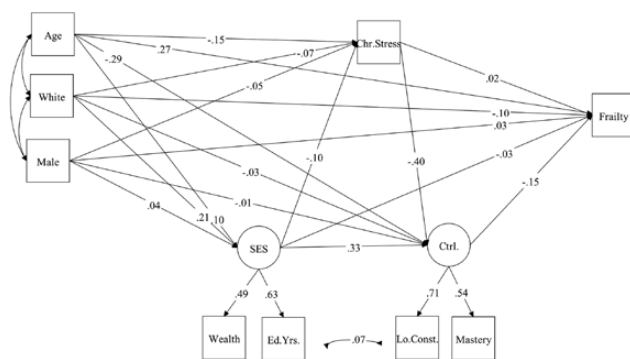 Age
-.15
Chr.Stress
-.29
.27
-.07
.02
White
-.05
-.10
Frailty
.03
Male
-.10
-.40
-.03
-.03
-.15
.04
.21
.10
-.01
SES
.33
Ctrl.
.49
.63
.71
.54
Wealth
Ed.Yrs.
.07
Lo.Const.
Mastery